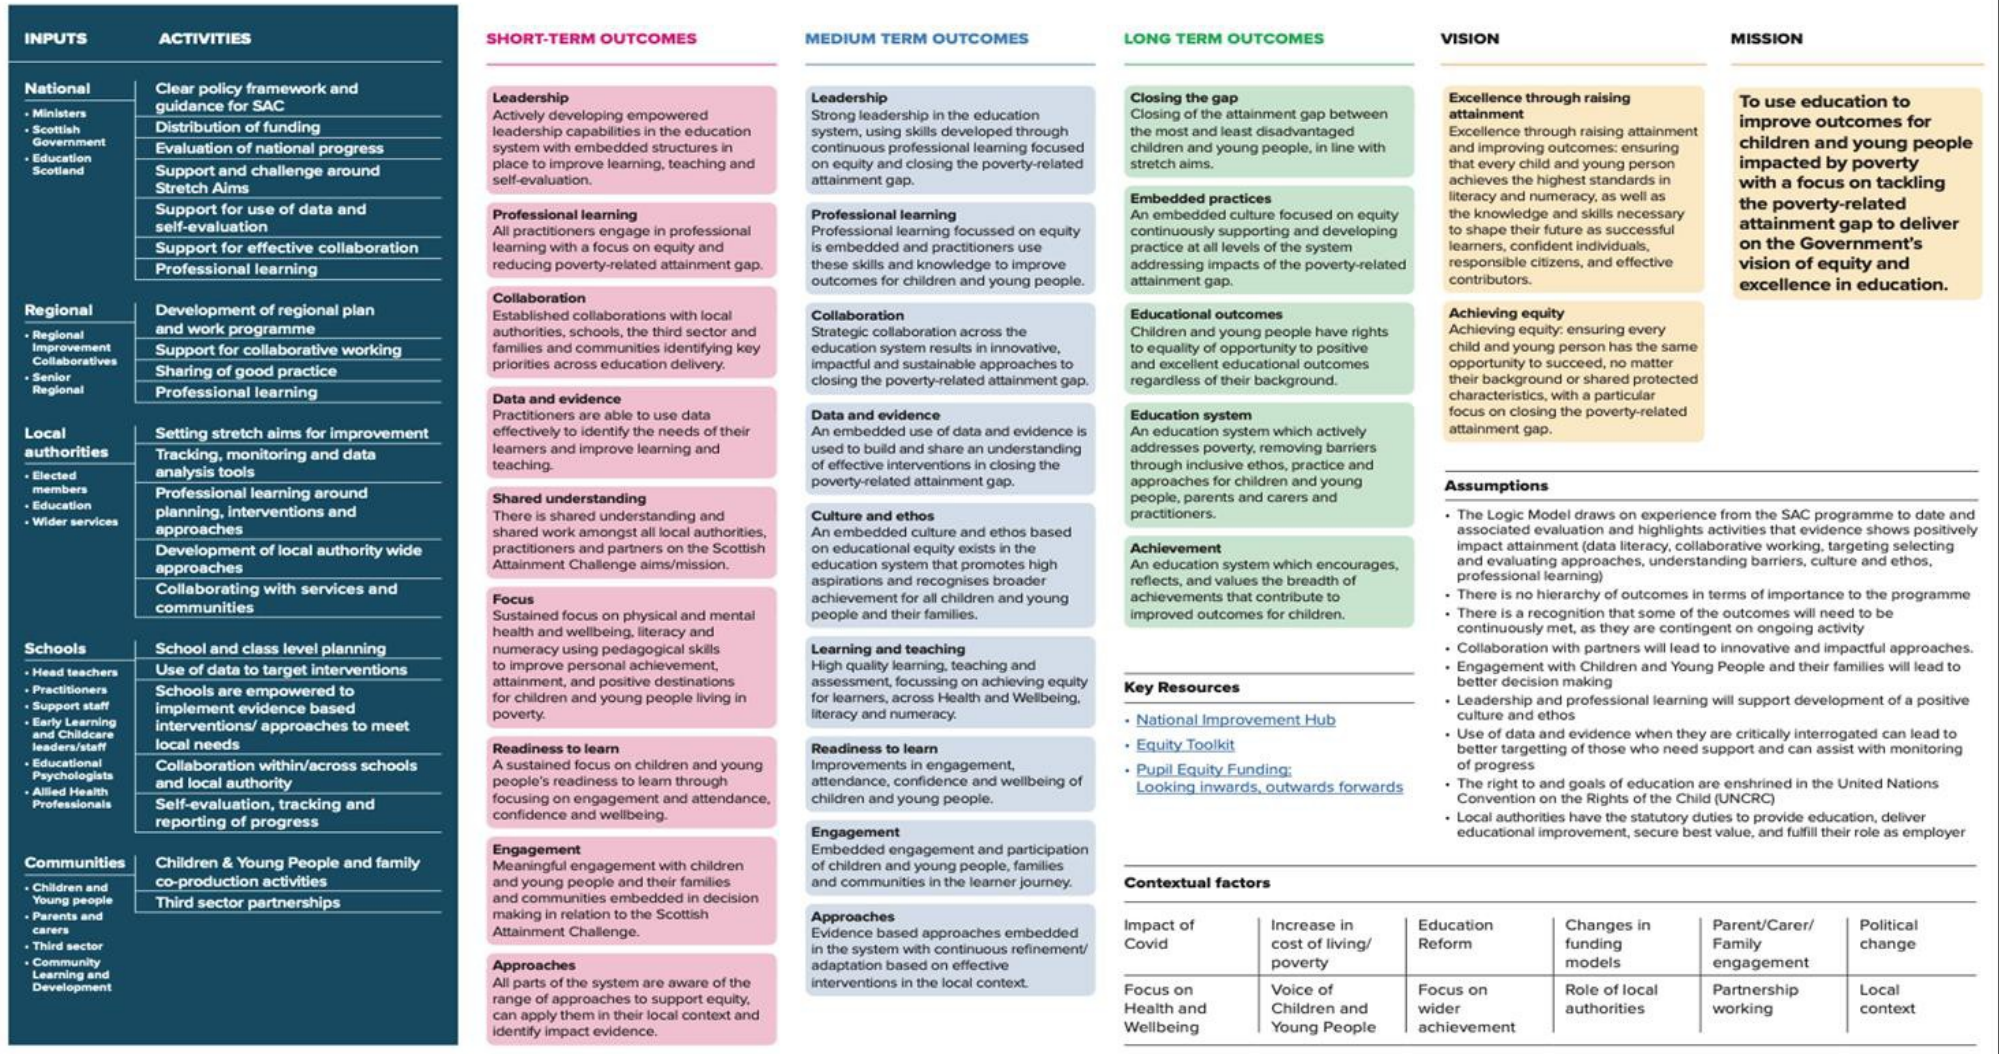 INPUTS
ACTIVITIES
National
• Ministers
• Scottish
Government
• Education
Scotland
Clear policy framework and
guidance for SAC
Distribution of funding
Evaluation of national progress
Support and challenge around
Stretch Aims
Support for use of data and
self-evaluation
Support for effective collaboration
Professional learning
Regional
• Regional
Improvement
Collaboratives
• Senior
Regional
Development of regional plan
and work programme
Support for collaborative working
Sharing of good practice
Professional learning
Local
authorities
• Elected
members
• Education
• Wider services
Setting stretch aims for improvement
Tracking, monitoring and data
analysis tools
Professional learning around
planning, interventions and
approaches
Development of local authority wide
approaches
Collaborating with services and
communities
Schools
• Head teachers
• Practitioners
• Support staff
• Early Learning
and Childcare
leaders/staff
• Educational
Psychologists
• Allied Health
Professionals
School and class level planning
Use of data to target interventions
Schools are empowered to
implement evidence based
interventions/ approaches to meet
local needs
Collaboration within/across schools
and local authority
Self-evaluation, tracking and
reporting of progress
Communities
• Children and
Young people
• Parents and
carers
• Third sector
• Community
Learning and
Development
Children & Young People and family
co-production activities
Third sector partnerships
SHORT-TERM OUTCOMES
Leadership
Actively developing empowered
leadership capabilities in the education
system with embedded structures in
place to improve learning, teaching and
self-evaluation.
Professional learning
All practitioners engage in professional
learning with a focus on equity and
reducing poverty-related attainment gap.
Collaboration
Established collaborations with local
authorities, schools, the third sector and
families and communities identifying key
priorities across education delivery.
Data and evidence
Practitioners are able to use data
effectively to identify the needs of their
learners and improve learning and
teaching.
Shared understanding
There is shared understanding and
shared work amongst all local authorities,
practitioners and partners on the Scottish
Attainment Challenge aims/mission.
Focus
Sustained focus on physical and mental
health and wellbeing, literacy and
numeracy using pedagogical skills
to improve personal achievement,
attainment, and positive destinations
for children and young people living in
poverty.
Readiness to learn
A sustained focus on children and young
people's readiness to learn through
focusing on engagement and attendance,
confidence and wellbeing.
Engagement
Meaningful engagement with children
and young people and their families
and communities embedded in decision
making in relation to the Scottish
Attainment Challenge.
Approaches
All parts of the system are aware of the
range of approaches to support equity,
can apply them in their local context and
identify impact evidence.
MEDIUM TERM OUTCOMES
Leadership
Strong leadership in the education
system, using skills developed through
continuous professional learning focused
on equity and closing the poverty-related
attainment gap.
Professional learning
Professional learning focussed on equity
is embedded and practitioners use
these skills and knowledge to improve
outcomes for children and young people.
Collaboration
Strategic collaboration across the
education system results in innovative,
impactful and sustainable approaches to
closing the poverty-related attainment gap.
Data and evidence
An embedded use of data and evidence is
used to build and share an understanding
of effective interventions in closing the
poverty-related attainment gap.
Culture and ethos
An embedded culture and ethos based
on educational equity exists in the
education system that promotes high
aspirations and recognises broader
achievement for all children and young
people and their families.
Learning and teaching
High quality learning, teaching and
assessment, focussing on achieving equity
for learners, across Health and Wellbeing,
literacy and numeracy.
Readiness to learn
Improvements in engagement,
attendance, confidence and wellbeing of
children and young people.
Engagement
Embedded engagement and participation
of children and young people, families
and communities in the learner journey.
Approaches
Evidence based approaches embedded
in the system with continuous refinement/
adaptation based on effective
interventions in the local context.
LONG TERM OUTCOMES
Closing the gap
Closing of the attainment gap between
the most and least disadvantaged
children and young people, in line with
stretch aims.
Embedded practices
An embedded culture focused on equity
continuously supporting and developing
practice at all levels of the system
addressing impacts of the poverty-related
attainment gap.
Educational outcomes
Children and young people have rights
to equality of opportunity to positive
and excellent educational outcomes
regardless of their background.
Education system
An education system which actively
addresses poverty, removing barriers
through inclusive ethos, practice and
approaches for children and young
people, parents and carers and
practitioners.
Achievement
An education system which encourages,
reflects, and values the breadth of
achievements that contribute to
improved outcomes for children.
Key Resources
• National Improvement Hub
• Equity Toolkit
• Pupil Equity Funding:
Looking inwards, outwards forwards
VISION
Excellence through raising
attainment
Excellence through raising attainment
and improving outcomes: ensuring
that every child and young person
achieves the highest standards in
literacy and numeracy, as well as
the knowledge and skills necessary
to shape their future as successful
learners, confident individuals,
responsible citizens, and effective
contributors.
Achieving equity
Achieving equity: ensuring every
child and young person has the same
opportunity to succeed, no matter
their background or shared protected
characteristics, with a particular
focus on closing the poverty-related
attainment gap.
MISSION
To use education to
improve outcomes for
children and young people
impacted by poverty
with a focus on tackling
the poverty-related
attainment gap to deliver
on the Government's
vision of equity and
excellence in education.
Assumptions
• The Logic Model draws on experience from the SAC programme to date and
associated evaluation and highlights activities that evidence shows positively
impact attainment (data literacy, collaborative working, targeting selecting
and evaluating approaches, understanding barriers, culture and ethos,
professional learning)
• There is no hierarchy of outcomes in terms of importance to the programme
• There is a recognition that some of the outcomes will need to be
continuously met, as they are contingent on ongoing activity
• Collaboration with partners will lead to innovative and impactful approaches.
• Engagement with Children and Young People and their families will lead to
better decision making
• Leadership and professional learning will support development of a positive
culture and ethos
• Use of data and evidence when they are critically interrogated can lead to
better targetting of those who need support and can assist with monitoring
of progress
• The right to and goals of education are enshrined in the United Nations
Convention on the Rights of the Child (UNCRC)
• Local authorities have the statutory duties to provide education, deliver
educational improvement, secure best value, and fulfill their role as employer
Contextual factors
Impact of
Covid
Increase in
cost of living/
poverty
Education
Reform
Changes in
funding
models
Parent/Carer/
Family
engagement
Political
change
Focus on
Health and
Wellbeing
Voice of
Children and
Young People
Focus on
wider
achievement
Role of local
authorities
Partnership
working
Local
context